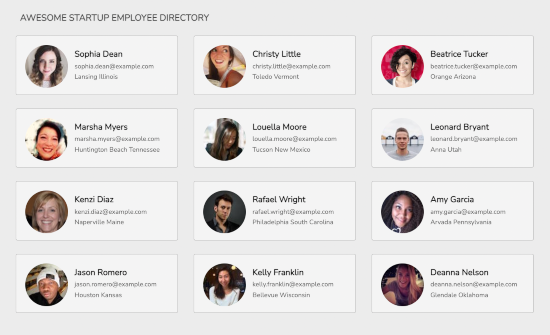 AWESOME STARTUP EMPLOYEE DIRECTORY
Sophia Dean
sophia.dean@example.com
Lansing Illinois
Christy Little
christy.little@example.com
Toledo Vermont
Beatrice Tucker
beatrice.tucker@example.com
Orange Arizona
Marsha Myers
marsha.myers@example.com
Huntington Beach Tennessee
Louella Moore
louella.moore@example.com
Tucson New Mexico
Leonard Bryant
leonard.bryant@example.com
Anna Utah
Kenzi Diaz
kenzi.diaz@example.com
Naperville Maine
Rafael Wright
rafael.wright@example.com
Philadelphia South Carolina
Amy Garcia
amy.garcia@example.com
Arvada Pennsylvania
Jason Romero
jason.romero@example.com
Houston Kansas
Kelly Franklin
kelly.franklin@example.com
Bellevue Wisconsin
Deanna Nelson
deanna.nelson@example.com
Glendale Oklahoma